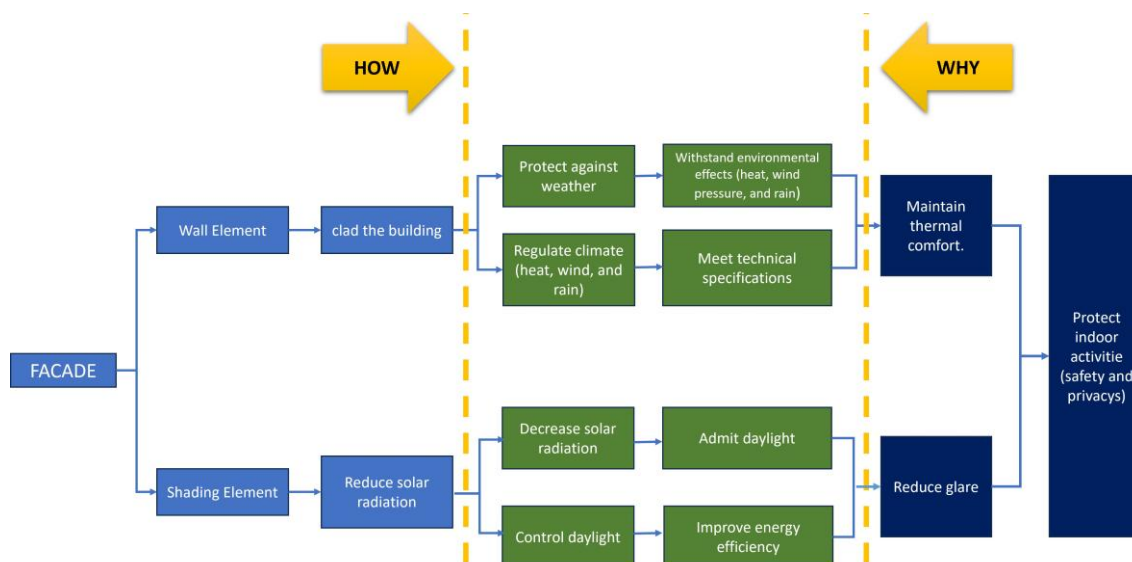 HOW
WHY
Protect against
weather
Withstand environmental
effects (heat, wind
pressure, and rain)
Wall Element
clad the building
Regulate climate
(heat, wind, and
rain)
Meet technical
specifications
Maintain
thermal
comfort.
FACADE
Protect
indoor
activitie
(safety and
privacys)
Shading Element
Reduce solar
radiation
Decrease solar
radiation
Admit daylight
Control daylight
Improve energy
efficiency
Reduce glare